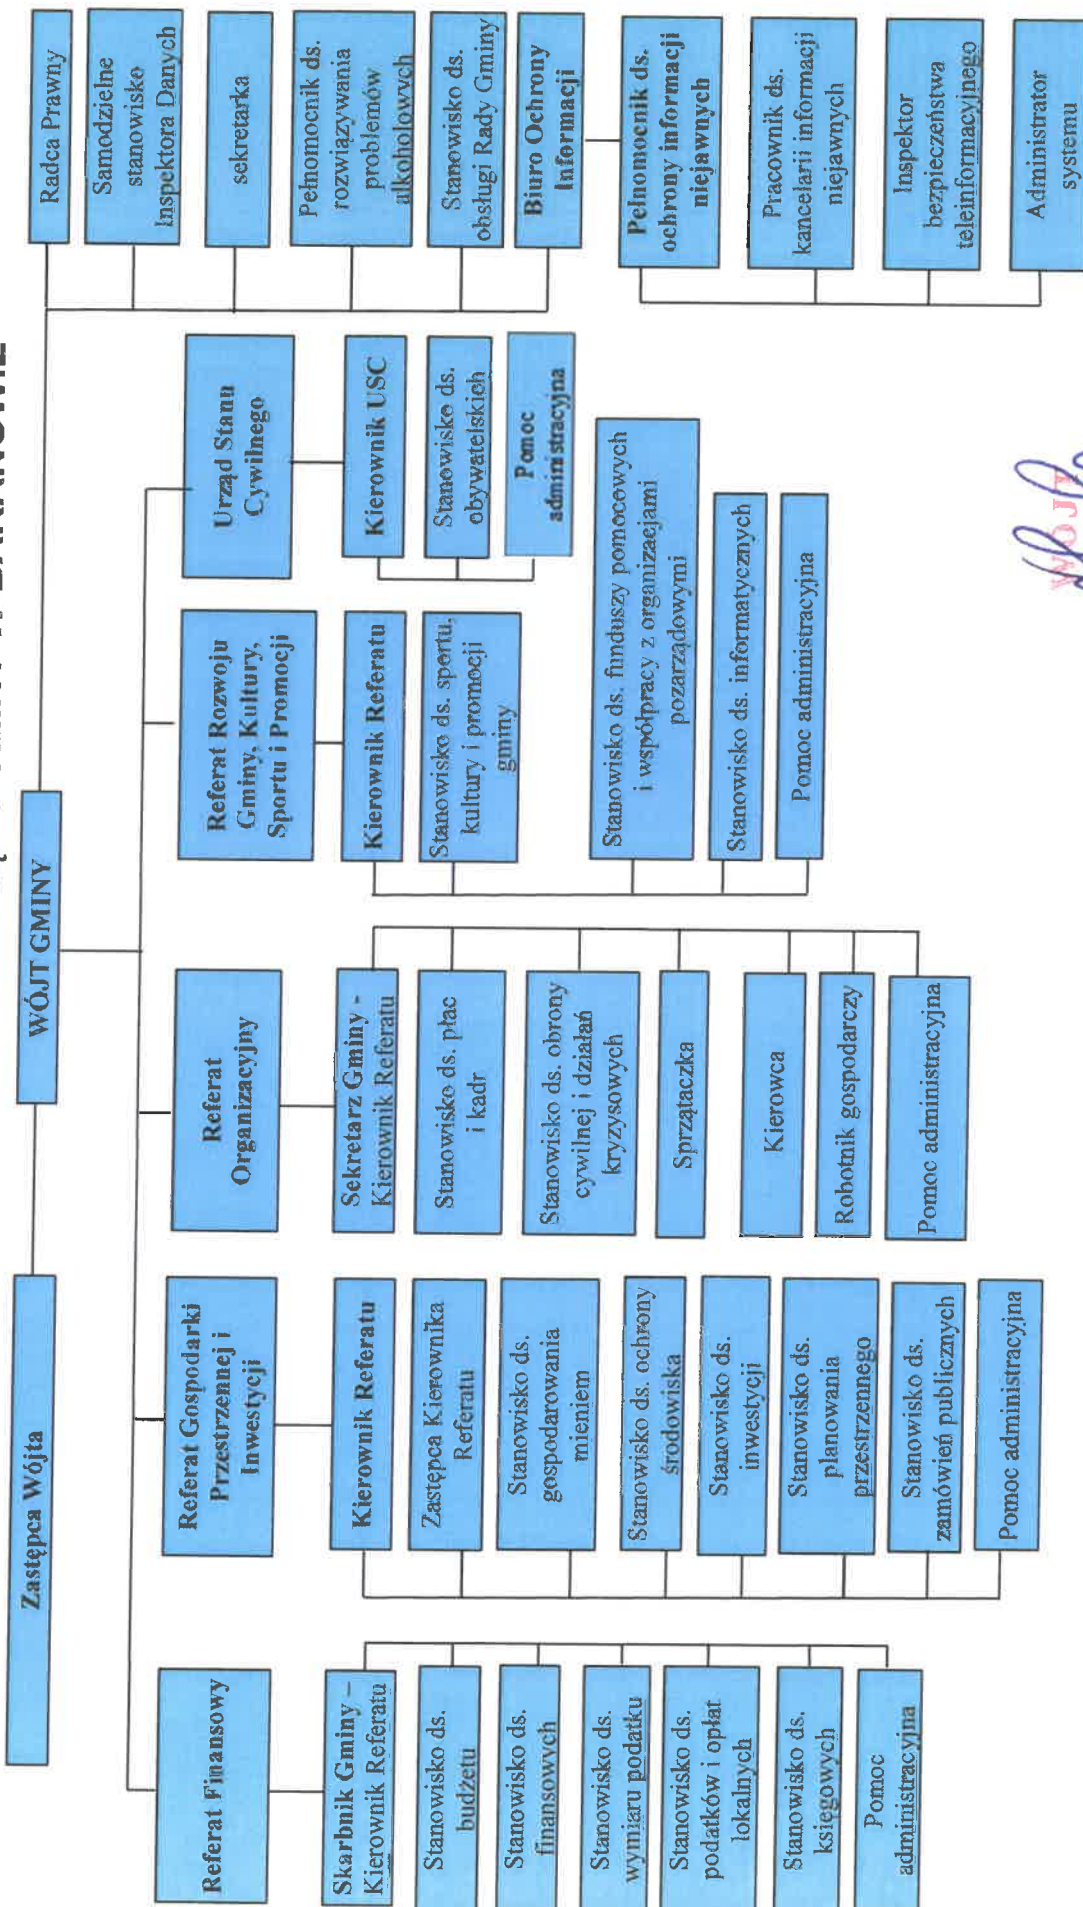 W BARANOWIE
Zastępca Wójta
WÓJT GMINY
Referat Finansowy
Skarbnik Gminy –
Kierownik Referatu
Stanowisko ds.
budżetu
Stanowisko ds.
finansowych
Stanowisko ds.
wymiaru podatku
Stanowisko ds.
podatków i opłat
lokalnych
Stanowisko ds.
księgowych
Pomoc
administracyjna
Referat Gospodarki
Przestrzennej i
Inwestycji
Kierownik Referatu
Zastępca Kierownika
Referatu
Stanowisko ds.
gospodarowania
mieniem
Stanowisko ds. ochrony
środowiska
Stanowisko ds.
inwestycji
Stanowisko ds.
planowania
przestrzennego
Stanowisko ds.
zamówień publicznych
Pomoc administracyjna
Referat
Organizacyjny
Sekretarz Gminy -
Kierownik Referatu
Stanowisko ds. płac
i kadr
Stanowisko ds. obrony
cywilnej i działań
kryzysowych
Sprzątaczka
Kierowca
Robotnik gospodarczy
Pomoc administracyjna
Referat Rozwoju
Gminy, Kultury,
Sportu i Promocji
Kierownik Referatu
Stanowisko ds. sportu,
kultury i promocji
gminy
Stanowisko ds. funduszy pomocowych
i współpracy z organizacjami
pozarządowymi
Stanowisko ds. informatycznych
Pomoc administracyjna
Urząd Stanu
Cywilnego
Kierownik USC
Stanowisko ds.
obywatelskich
Pomoc
administracyjna
Radca Prawny
Samodzielne
stanowisko
Inspektora Danych
sekretarka
Pełnomocnik ds.
rozwiązywania
problemów
alkoholowych
Stanowisko ds.
obsługi Rady Gminy
Biuro Ochrony
Informacji
Pełnomocnik ds.
ochrony informacji
niejawnych
Pracownik ds.
kancelarii informacji
niejawnych
Inspektor
bezpieczeństwa
teleinformacyjnego
Administrator
systemu
WÓJT